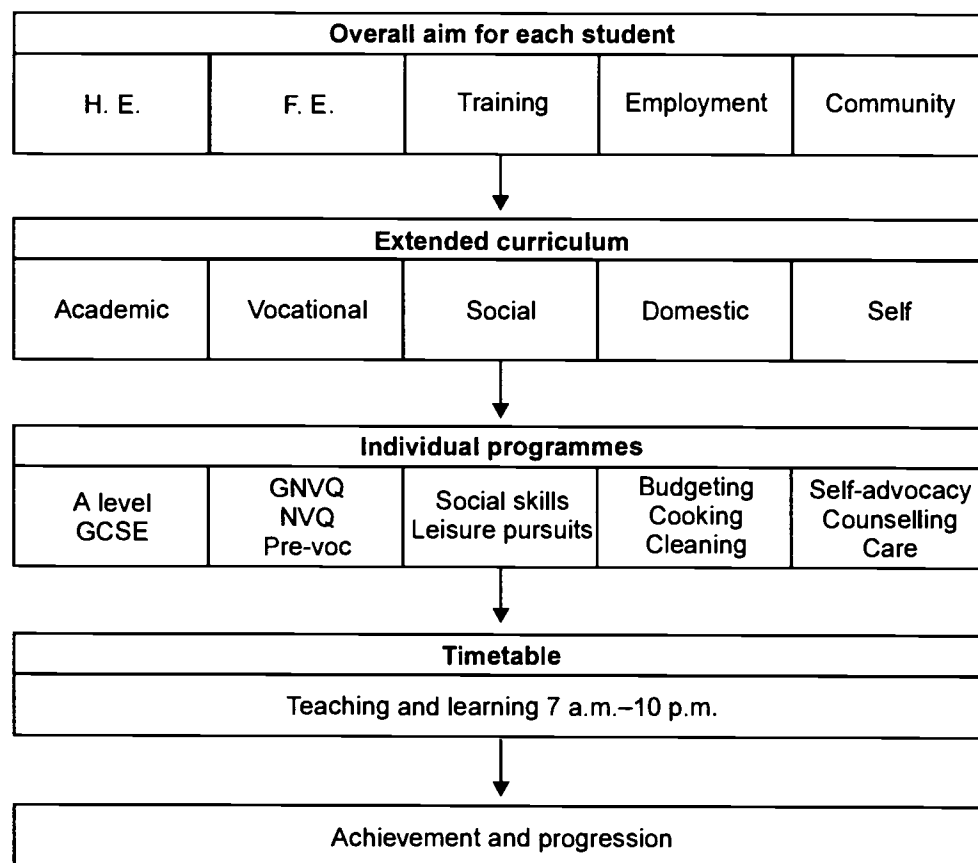 Overall aim for each student
H. E.
F. E.
Training
Employment
Community
Extended curriculum
Academic
Vocational
Social
Domestic
Self
Individual programmes
A level
GCSE
GNVQ
NVQ
Pre-voc
Social skills
Leisure pursuits
Budgeting
Cooking
Cleaning
Self-advocacy
Counselling
Care
Timetable
Teaching and learning 7 a.m.–10 p.m.
Achievement and progression